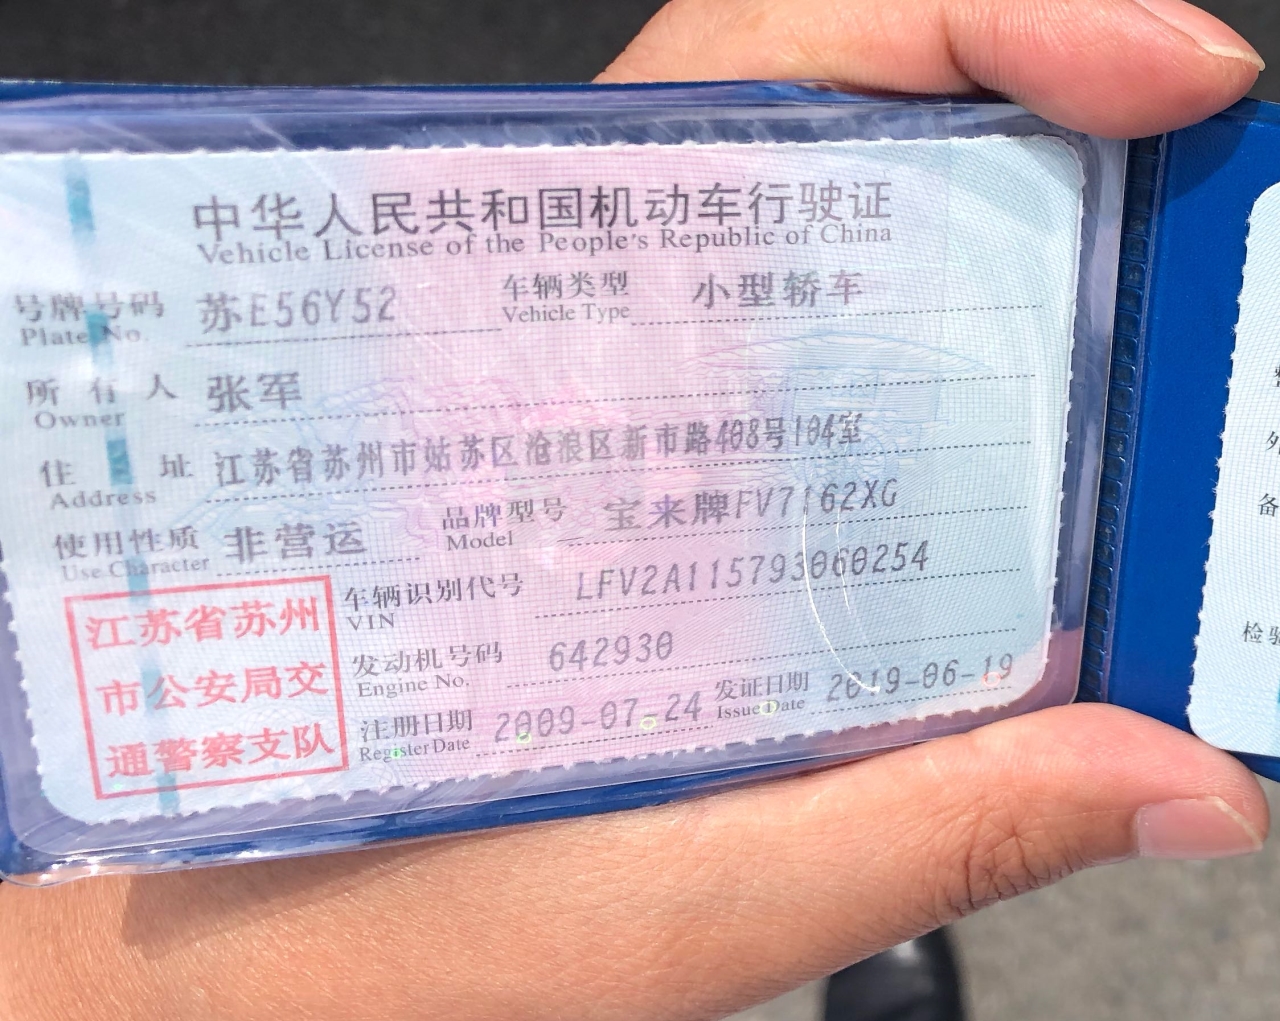 中华人民共和国机动车行驶证
Vehicle License of the People's Republic of China
号牌号码 苏E56Y52 车辆类型 小型轿车
Plate No. Vehicle Type
所有人 张军
Owner
住址 江苏省苏州市姑苏区沧浪区新市路408号104室
Address
使用性质 非营运 品牌型号 宝来牌FV7162XG
Use Character Model
车辆识别代号 LFV2A115793060254
VIN
发动机号码 642930
Engine No.
注册日期 2009-07-24 发证日期 2019-06-19
Register Date Issue Date
江苏省苏州
市公安局交
通警察支队
备
检验